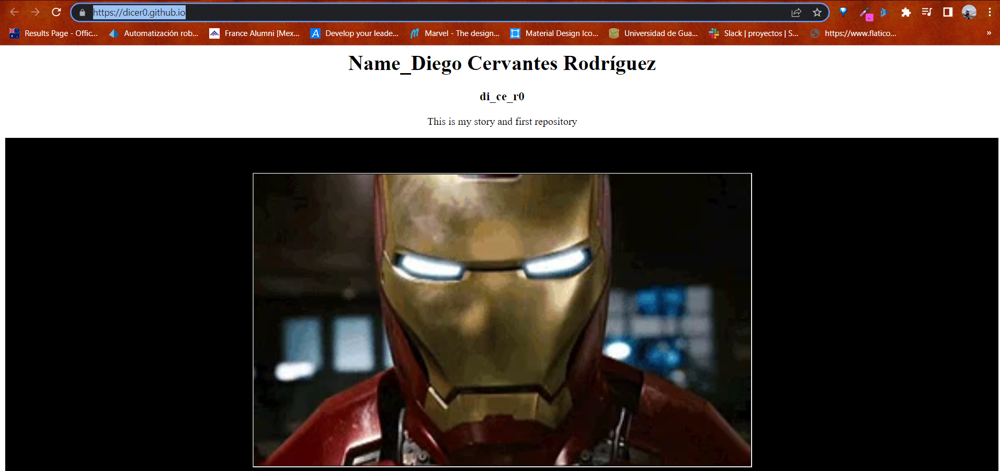 https://dicer0.github.io
Results Page - Offic... Automatización rob... France Alumni [Mex... Develop your leade... Marvel - The design... Material Design Ico... Universidad de Gua... Slack | proyectos | S... https://www.flatico... »
Name_Diego Cervantes Rodríguez
di_ce_r0
This is my story and first repository